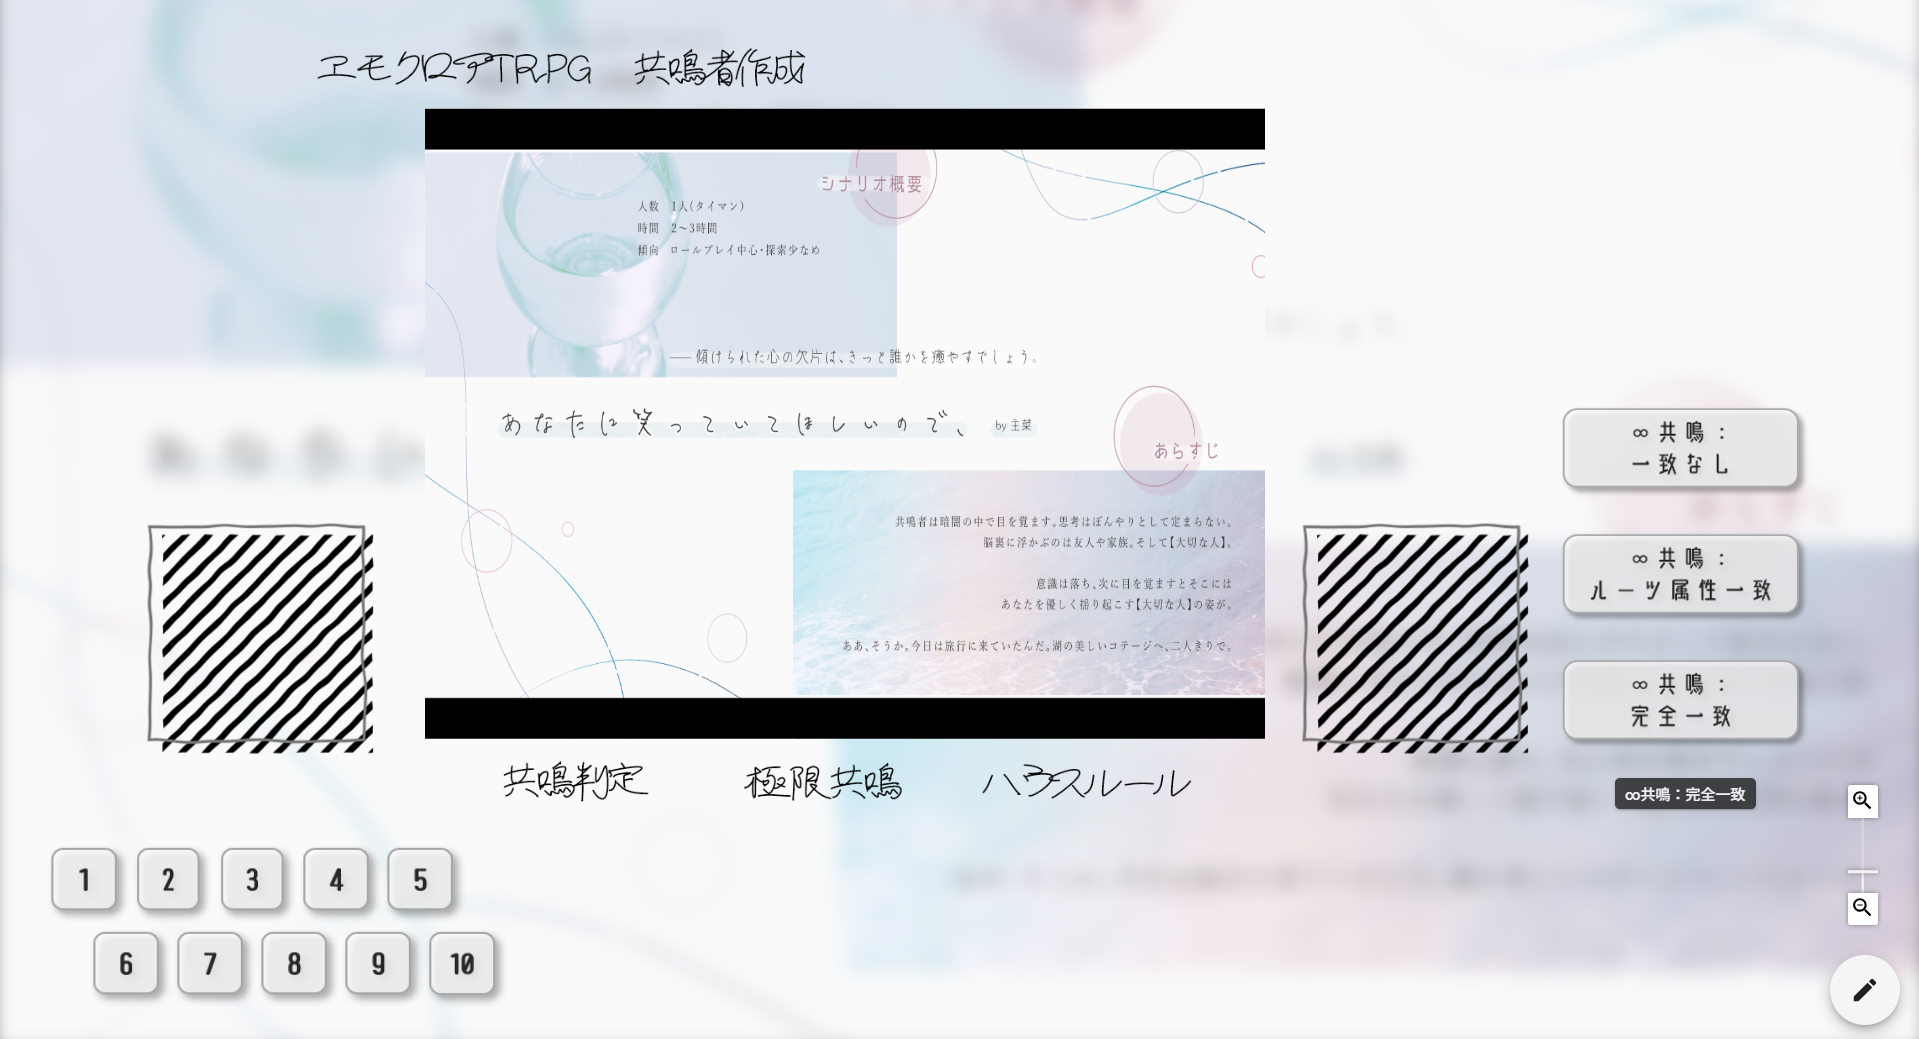 エモクロアTRPG　共鳴者作成
シナリオ概要
人数　1人(タイマン)
時間　2～3時間
傾向　ロールプレイ中心・探索少なめ
――傾けられた心の欠片は、きっと誰かを癒やすでしょう。
あなたに笑っていてほしいので、　by 主菜
あらすじ
共鳴者は暗闇の中で目を覚ます。思考はぼんやりとして定まらない。
脳裏に浮かぶのは友人や家族。そして【大切な人】。
意識は落ち、次に目を覚ますとそこには
あなたを優しく揺り起こす【大切な人】の姿が。
ああ、そうか。今日は旅行に来ていたんだ。湖の美しいコテージへ、二人きりで。
∞共鳴：
一致なし
∞共鳴：
ルーツ属性一致
∞共鳴：
完全一致
∞共鳴：完全一致
共鳴判定　極限共鳴　ハウスルール
1 2 3 4 5
6 7 8 9 10